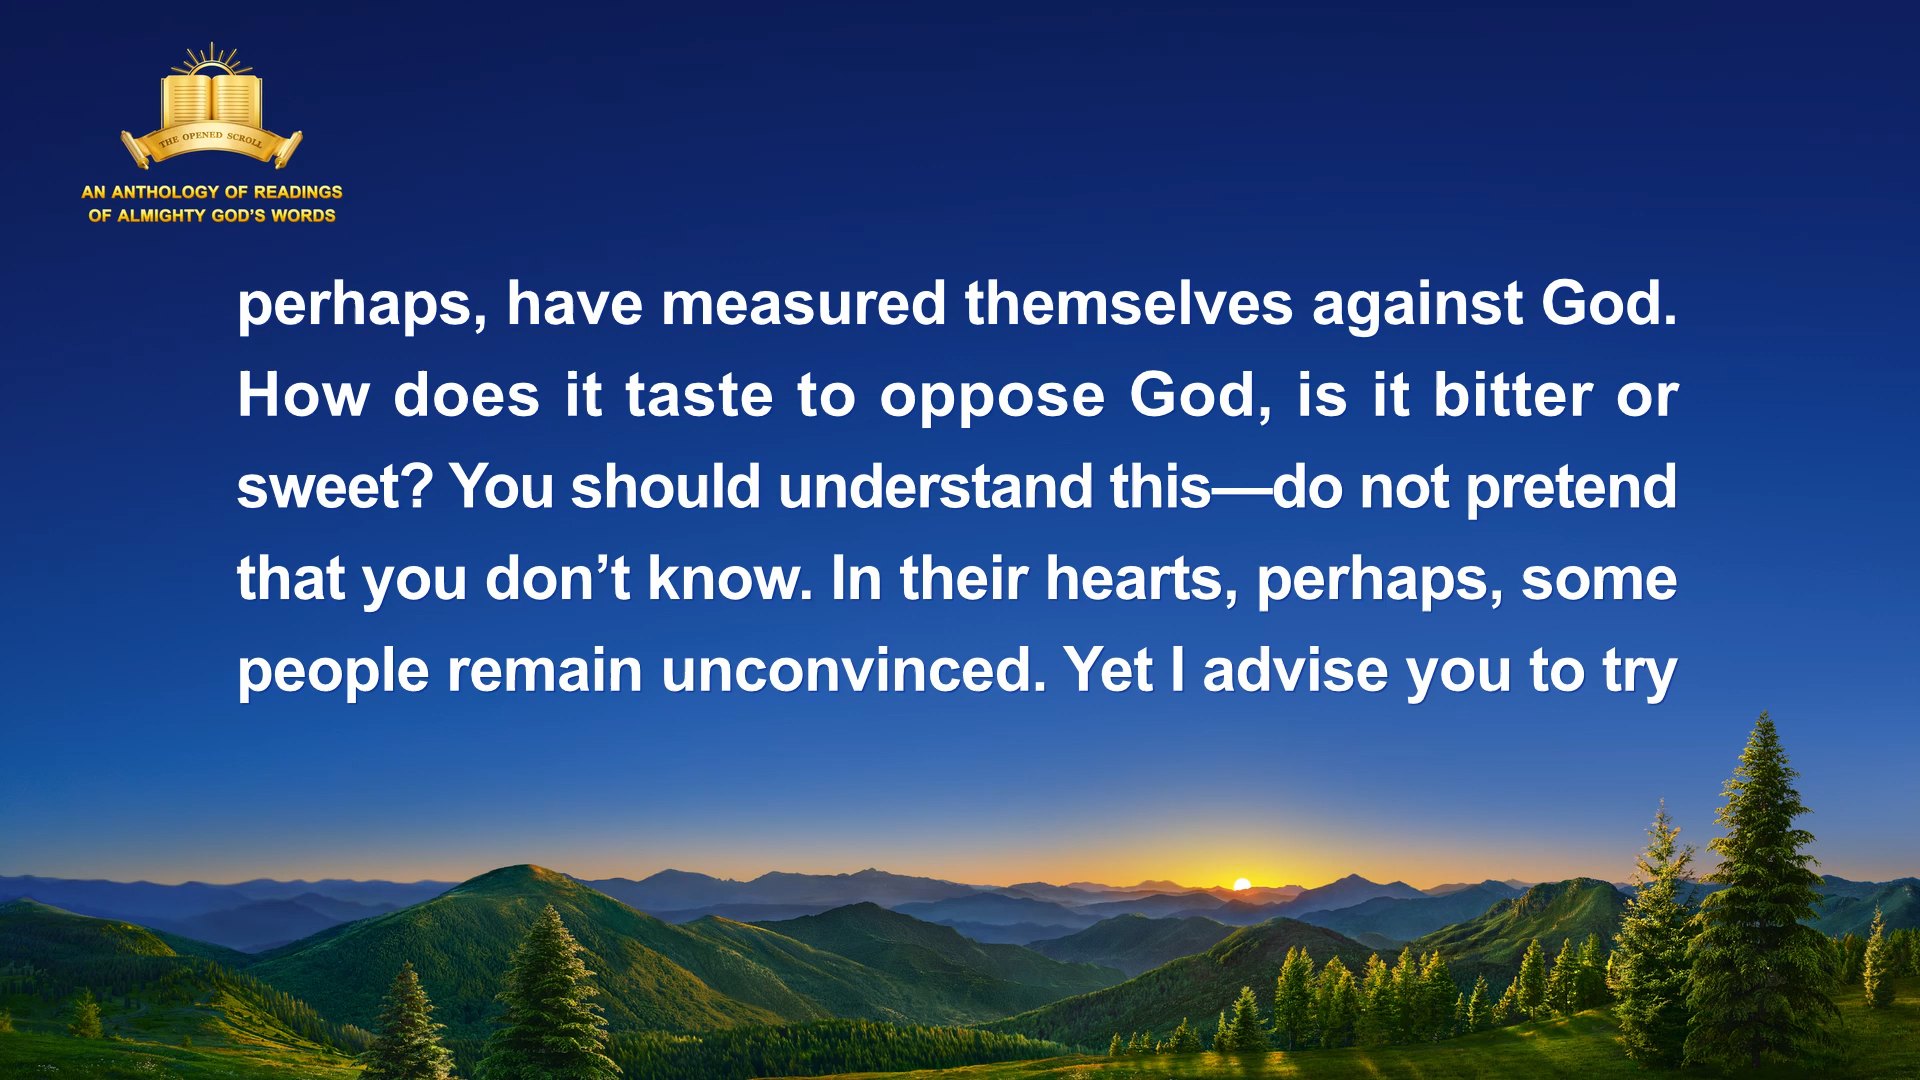 THE OPENED SCROLL
AN ANTHOLOGY OF READINGS
OF ALMIGHTY GOD'S WORDS
perhaps, have measured themselves against God.
How does it taste to oppose God, is it bitter or
sweet? You should understand this—do not pretend
that you don’t know. In their hearts, perhaps, some
people remain unconvinced. Yet I advise you to try